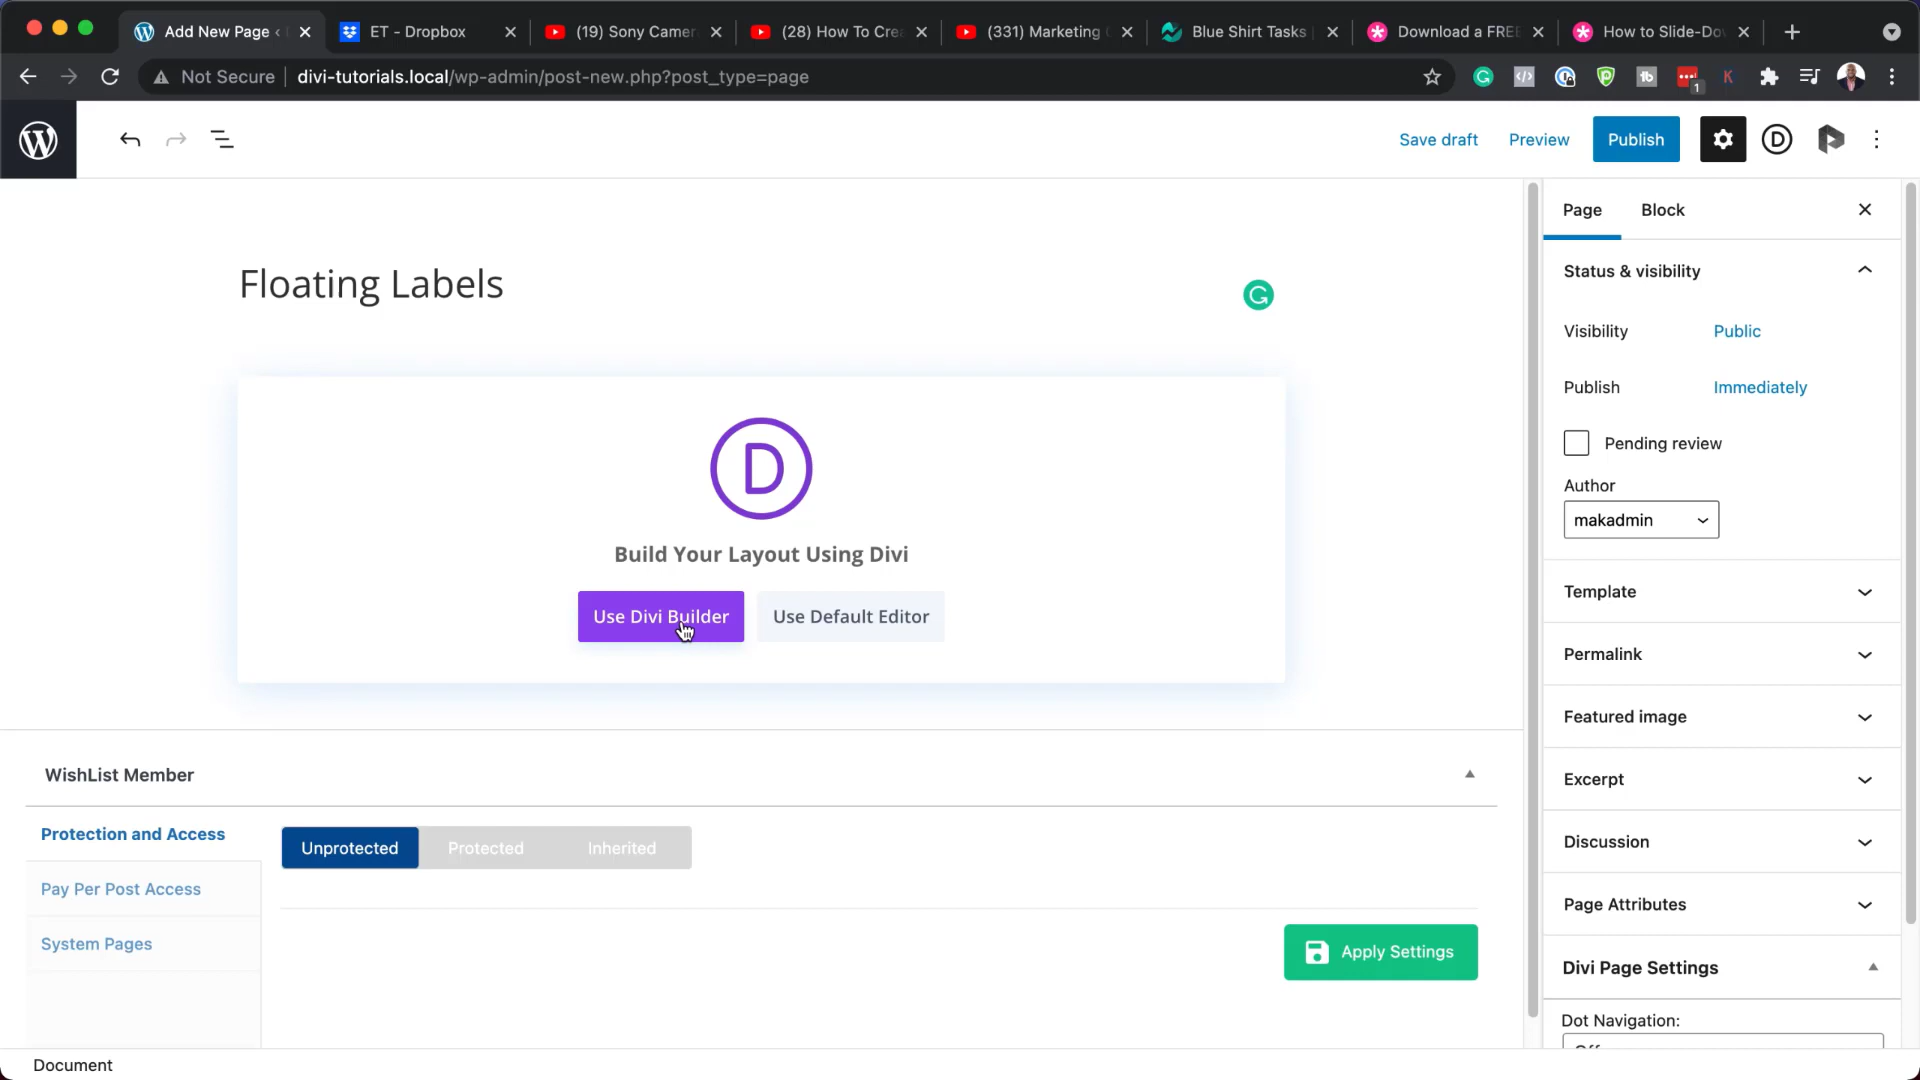 Add New Page
ET - Dropbox
(19) Sony Camer
(28) How To Cre
(331) Marketing
Blue Shirt Tasks
Download a FREE
How to Slide-Do
Not Secure
divi-tutorials.local/wp-admin/post-new.php?post_type=page
1
Save draft
Preview
Publish
Page
Block
Status & visibility
Floating Labels
Visibility
Public
Publish
Immediately
Pending review
Author
makadmin
D
Build Your Layout Using Divi
Use Divi Builder
Use Default Editor
Template
Permalink
Featured image
Excerpt
Discussion
Page Attributes
Divi Page Settings
Dot Navigation:
WishList Member
Protection and Access
Unprotected
Protected
Inherited
Pay Per Post Access
System Pages
Apply Settings
Document